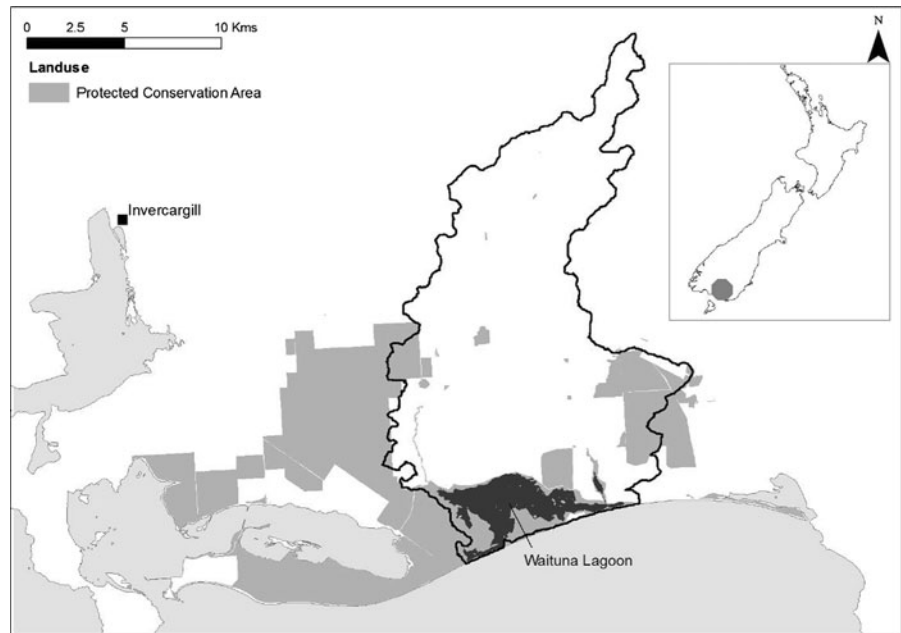 0 2.5 5 10 Kms
Landuse
Protected Conservation Area
N
Invercargill
Waituna Lagoon